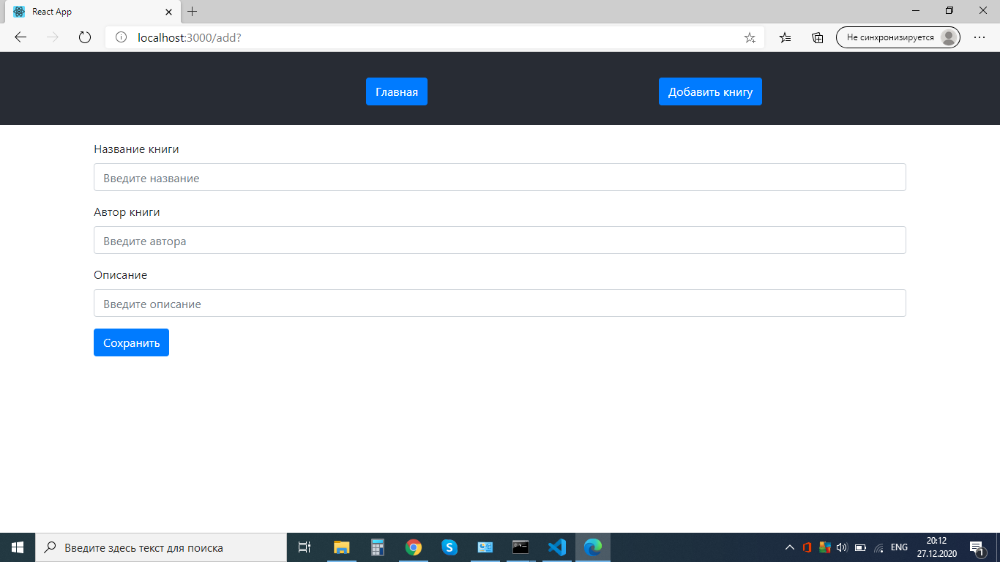 React App
localhost:3000/add?
Не синхронизируется
Главная
Добавить книгу
Название книги
Введите название
Автор книги
Введите автора
Описание
Введите описание
Сохранить
Введите здесь текст для поиска
ENG
20:12
27.12.2020
1